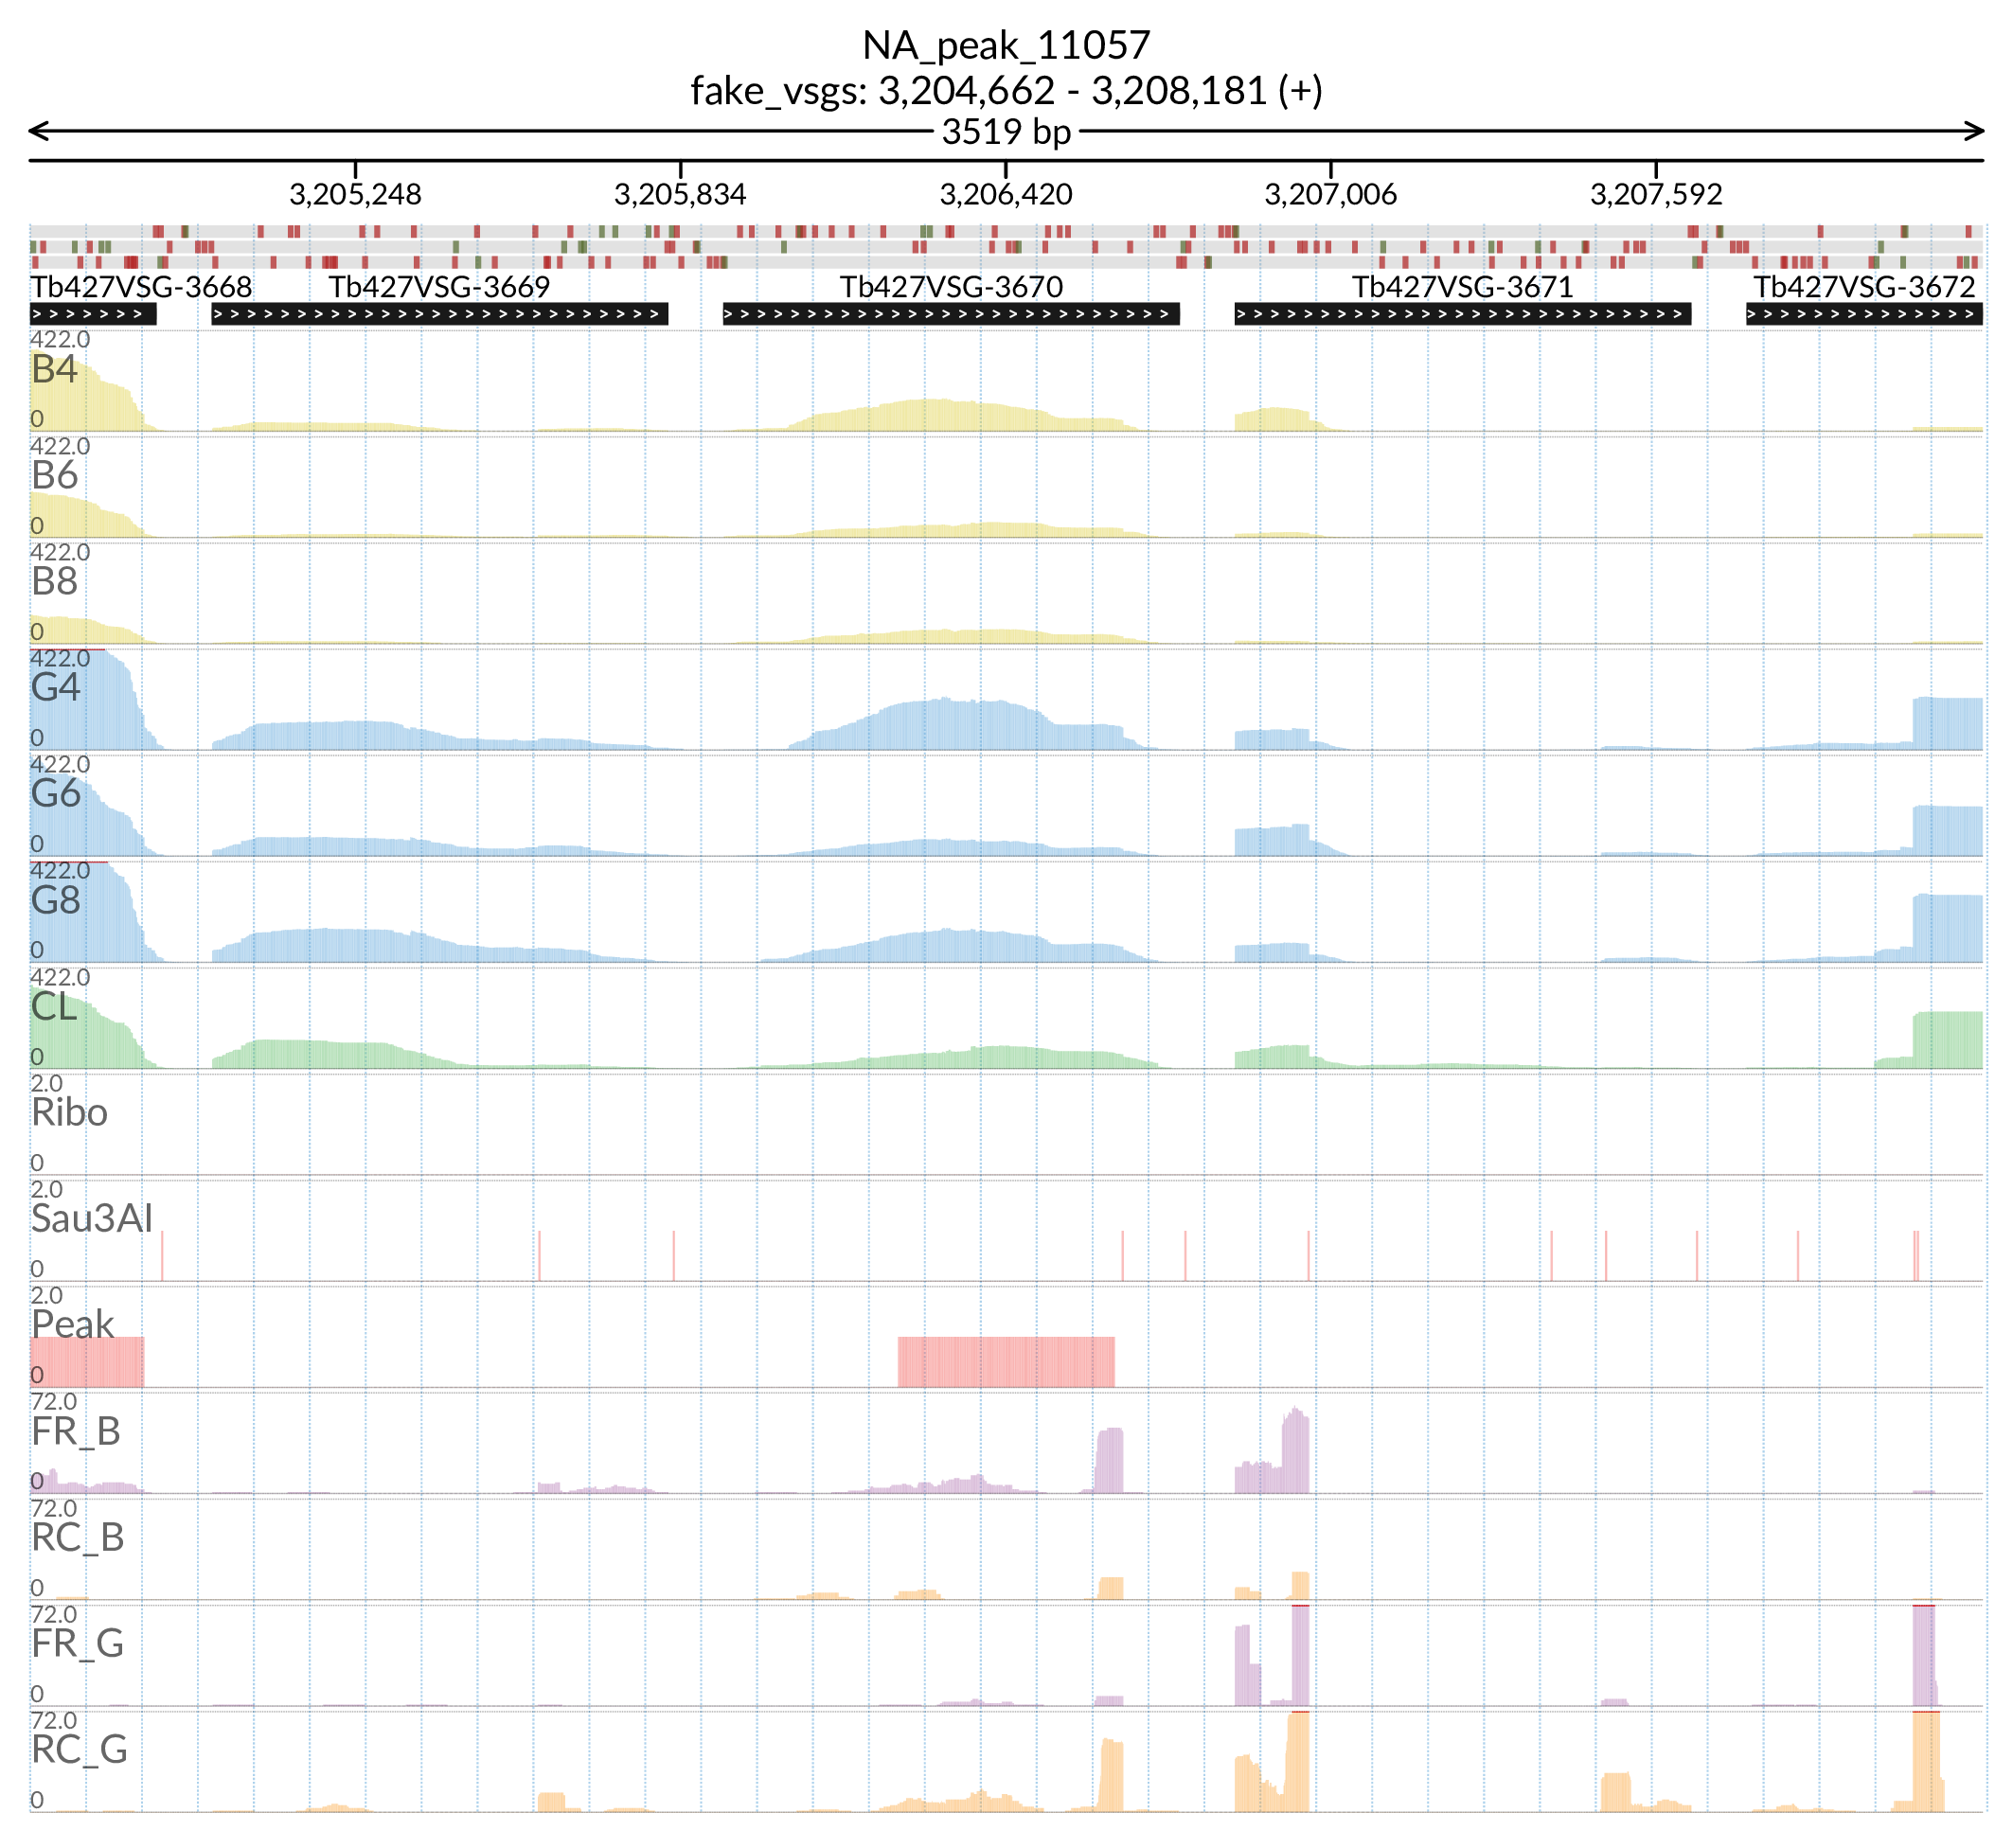 NA_peak_11057
fake_vsgs: 3,204,662 - 3,208,181 (+)
3519 bp
3,205,248 3,205,834 3,206,420 3,207,006 3,207,592
Tb427VSG-3668 Tb427VSG-3669 Tb427VSG-3670 Tb427VSG-3671 Tb427VSG-3672
422.0
B4
0
422.0
B6
0
422.0
B8
0
422.0
G4
0
422.0
G6
0
422.0
G8
0
422.0
CL
0
2.0
Ribo
0
2.0
Sau3AI
0
2.0
Peak
0
72.0
FR_B
0
72.0
RC_B
0
72.0
FR_G
0
72.0
RC_G
0